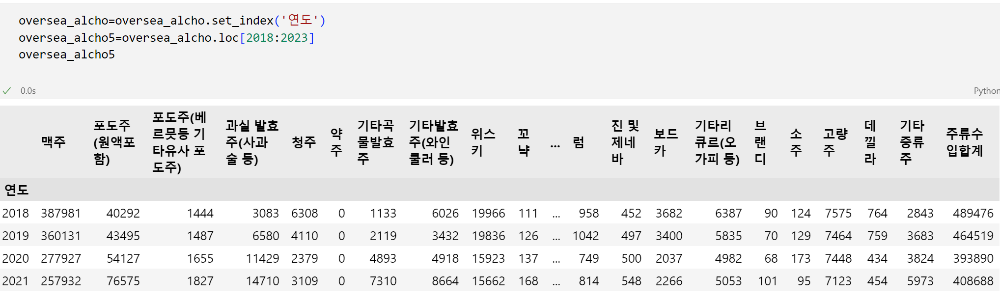 oversea_alcho=oversea_alcho.set_index('연도')
oversea_alcho5=oversea_alcho.loc[2018:2023]
oversea_alcho5
0.0s Python
맥주 포도주(원액포함) 포도주(베르뭇등 기타유사 포도주) 과실 발효주(사과술 등) 청주 약주 기타곡물발효주 기타발효주(와인쿨러 등) 위스키 꼬냑 ... 럼 진 및 제네바 보드카 기타리큐르(오가피 등) 브랜디 소주 고량주 데낄라 기타증류주 주류수입합계
연도
2018 387981 40292 1444 3083 6308 0 1133 6026 19966 111 ... 958 452 3682 6387 90 124 7575 764 2843 489476
2019 360131 43495 1487 6580 4110 0 2119 3432 19836 126 ... 1042 497 3400 5835 70 129 7464 759 3683 464519
2020 277927 54127 1655 11429 2379 0 4893 4918 15923 137 ... 749 500 2037 4982 68 173 7448 434 3824 393890
2021 257932 76575 1827 14710 3109 0 7310 8664 15662 168 ... 814 548 2266 5053 101 95 7123 454 5973 408688